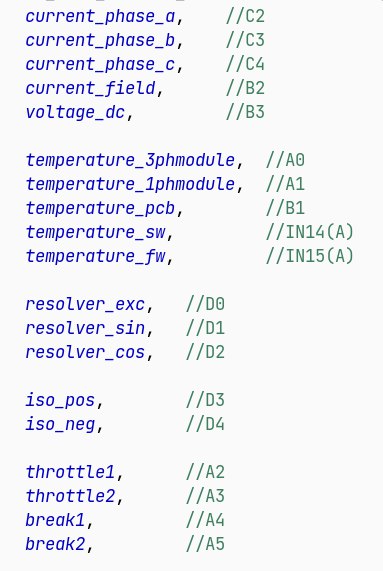 current_phase_a,    //C2
current_phase_b,    //C3
current_phase_c,    //C4
current_field,      //B2
voltage_dc,         //B3
temperature_3phmodule,  //A0
temperature_1phmodule,  //A1
temperature_pcb,        //B1
temperature_sw,         //IN14(A)
temperature_fw,         //IN15(A)
resolver_exc,   //D0
resolver_sin,   //D1
resolver_cos,   //D2
iso_pos,        //D3
iso_neg,        //D4
throttle1,      //A2
throttle2,      //A3
break1,         //A4
break2,         //A5